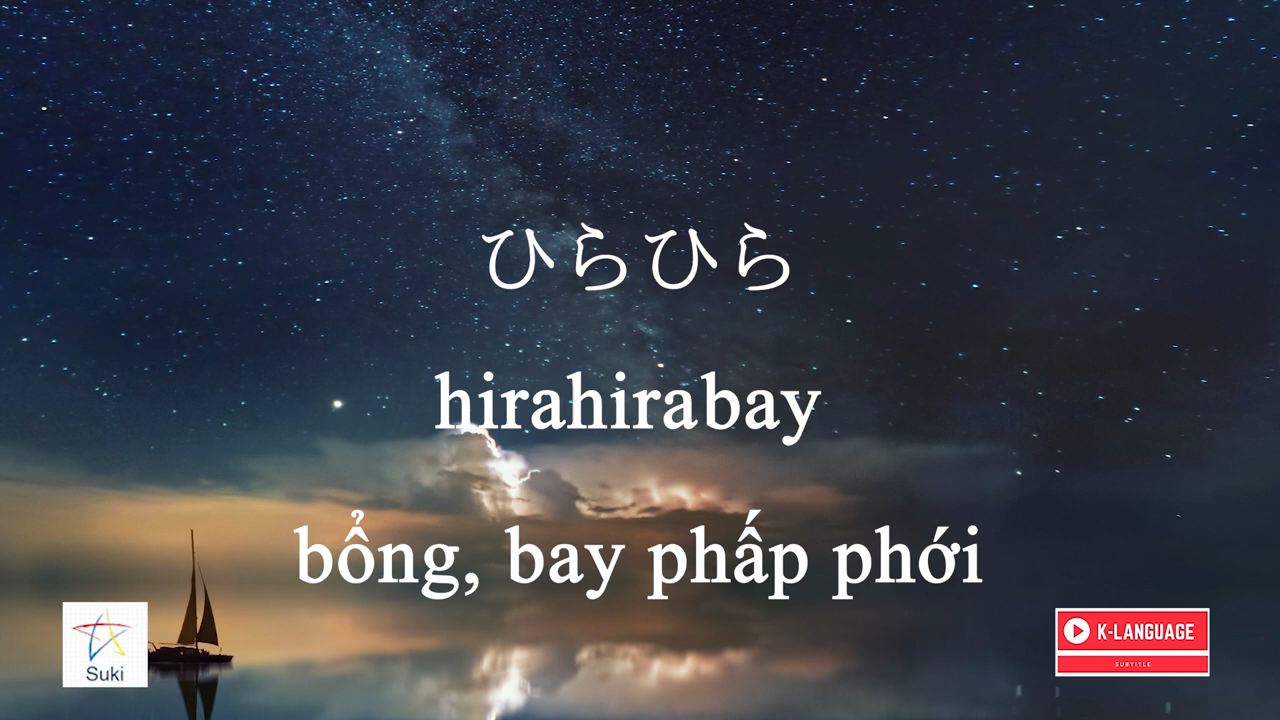 ひらひら
hirahirabay
bổng, bay phấp phới
Suki
K-LANGUAGE
SUBTITLE